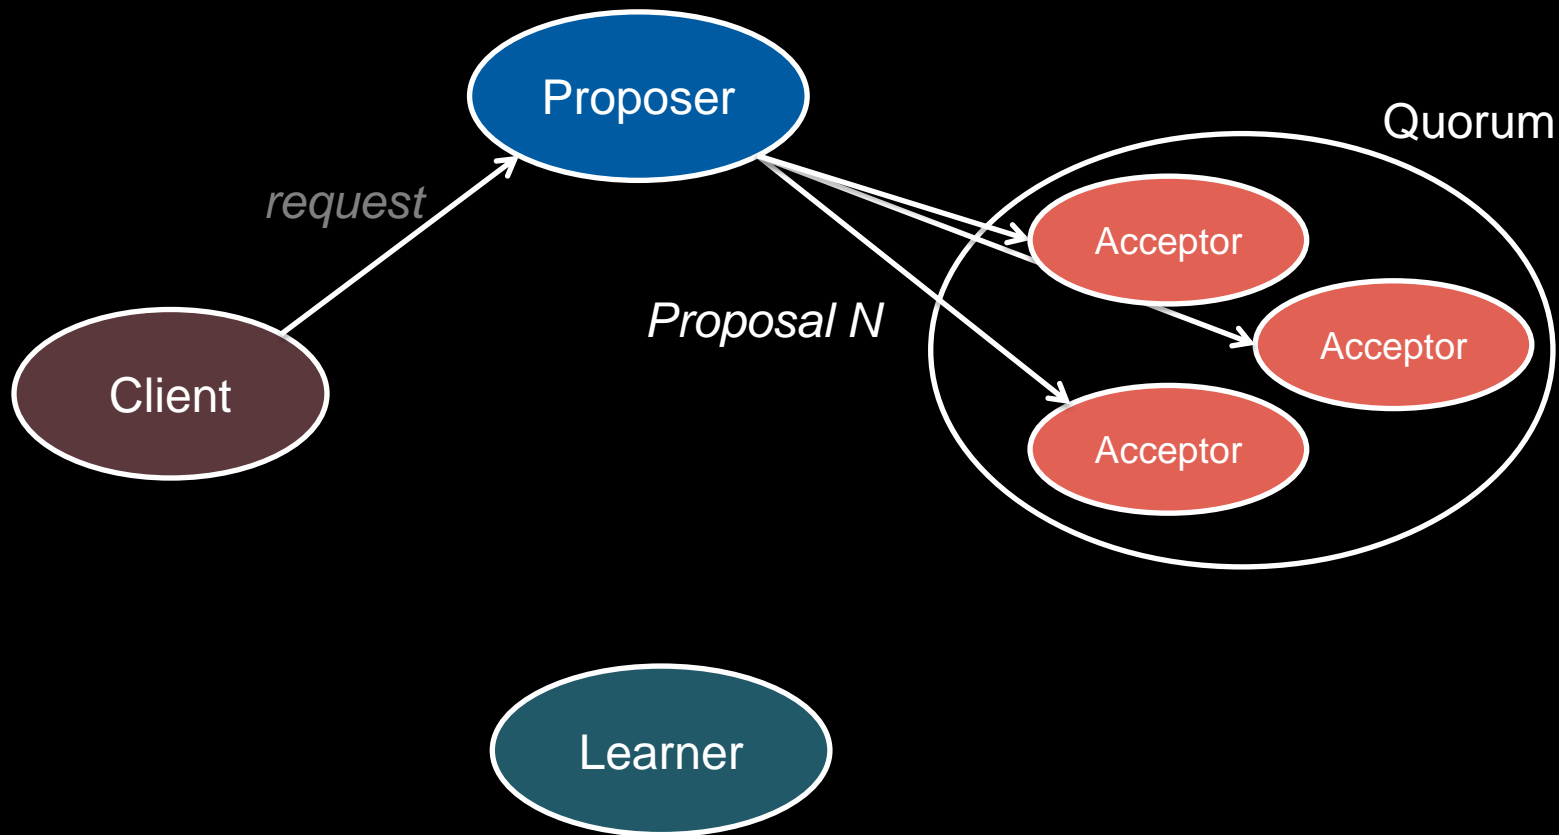 Proposer
Quorum
request
Acceptor
Proposal N
Acceptor
Client
Acceptor
Learner